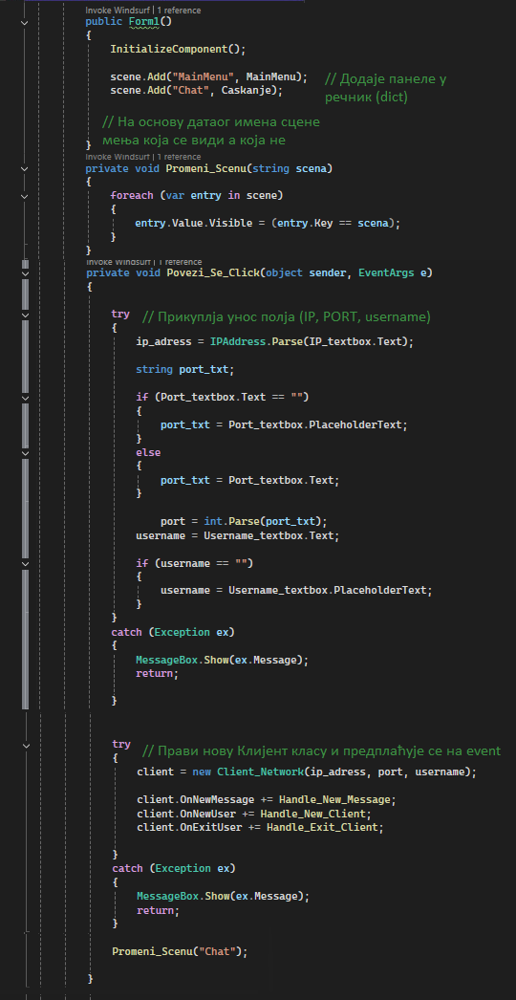 Invoke Windsurf | 1 reference
public Form1()
{
InitializeComponent();
scene.Add("MainMenu", MainMenu);
scene.Add("Chat", Caskanje);
// Додаје панеле у
речник (dict)
// На основу датаог имена сцене
мења која се види а која не
}
Invoke Windsurf | 1 reference
private void Promeni_Scenu(string scena)
{
foreach (var entry in scene)
{
entry.Value.Visible = (entry.Key == scena);
}
}
Invoke Windsurf | 1 reference
private void Povezi_Se_Click(object sender, EventArgs e)
{
try // Прикупља унос полја (IP, PORT, username)
{
ip_adress = IPAddress.Parse(IP_textbox.Text);
string port_txt;
if (Port_textbox.Text == "")
{
port_txt = Port_textbox.PlaceholderText;
}
else
{
port_txt = Port_textbox.Text;
}
port = int.Parse(port_txt);
username = Username_textbox.Text;
if (username == "")
{
username = Username_textbox.PlaceholderText;
}
}
catch (Exception ex)
{
MessageBox.Show(ex.Message);
return;
}
try // Прави нову Клијент класу и предплаћује се на event
{
client = new Client_Network(ip_adress, port, username);
client.OnNewMessage += Handle_New_Message;
client.OnNewUser += Handle_New_Client;
client.OnExitUser += Handle_Exit_Client;
}
catch (Exception ex)
{
MessageBox.Show(ex.Message);
return;
}
Promeni_Scenu("Chat");
}